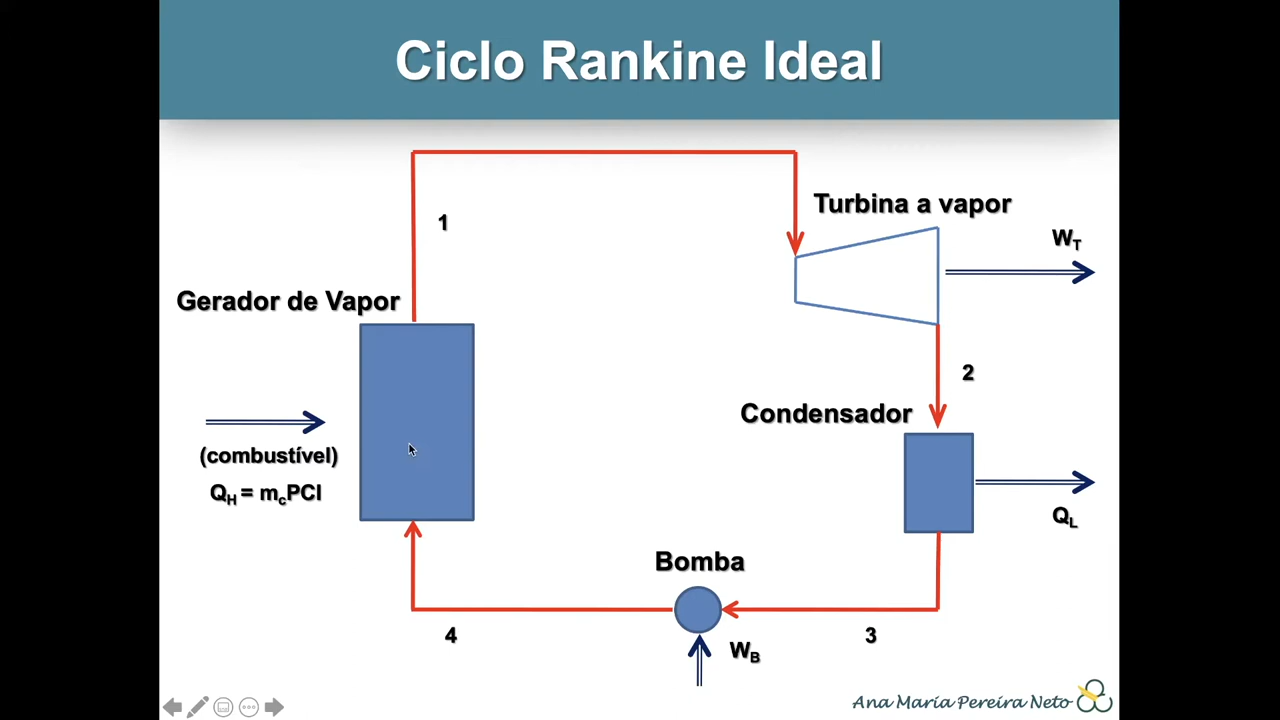 Ciclo Rankine Ideal
1
Turbina a vapor
W_T
Gerador de Vapor
2
Condensador
(combustível)
Q_H = m_cPCI
Q_L
Bomba
4
3
W_B
Ana Maria Pereira Neto